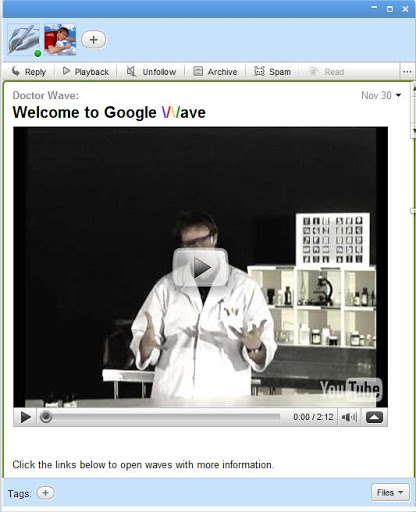 Reply Playback Unfollow Archive Spam Read
Doctor Wave: Nov 30
Welcome to Google \/\/ave
YouTube
0:00 / 2:12
Click the links below to open waves with more information.
Tags: Files